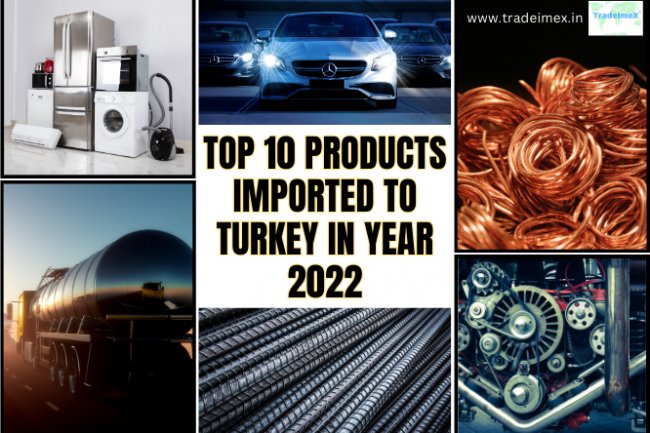 www.tradeimex.in
TradeImeX
TOP 10 PRODUCTS
IMPORTED TO
TURKEY IN YEAR
2022